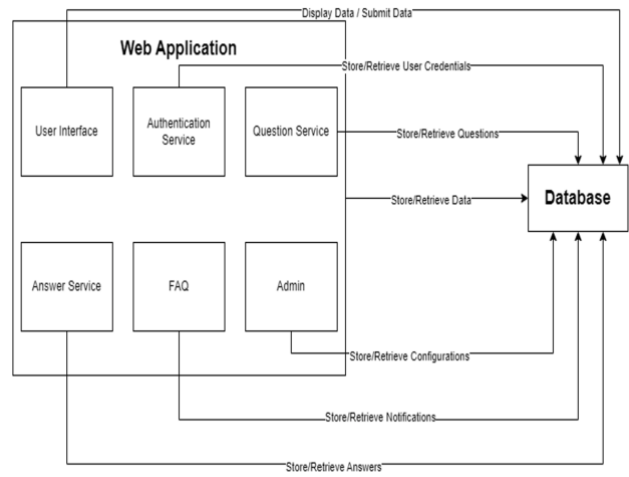 Display Data / Submit Data
Web Application
Store/Retrieve User Credentials
User Interface
Authentication
Service
Question Service
Store/Retrieve Questions
Database
Store/Retrieve Data
Answer Service
FAQ
Admin
Store/Retrieve Configurations
Store/Retrieve Notifications
Store/Retrieve Answers